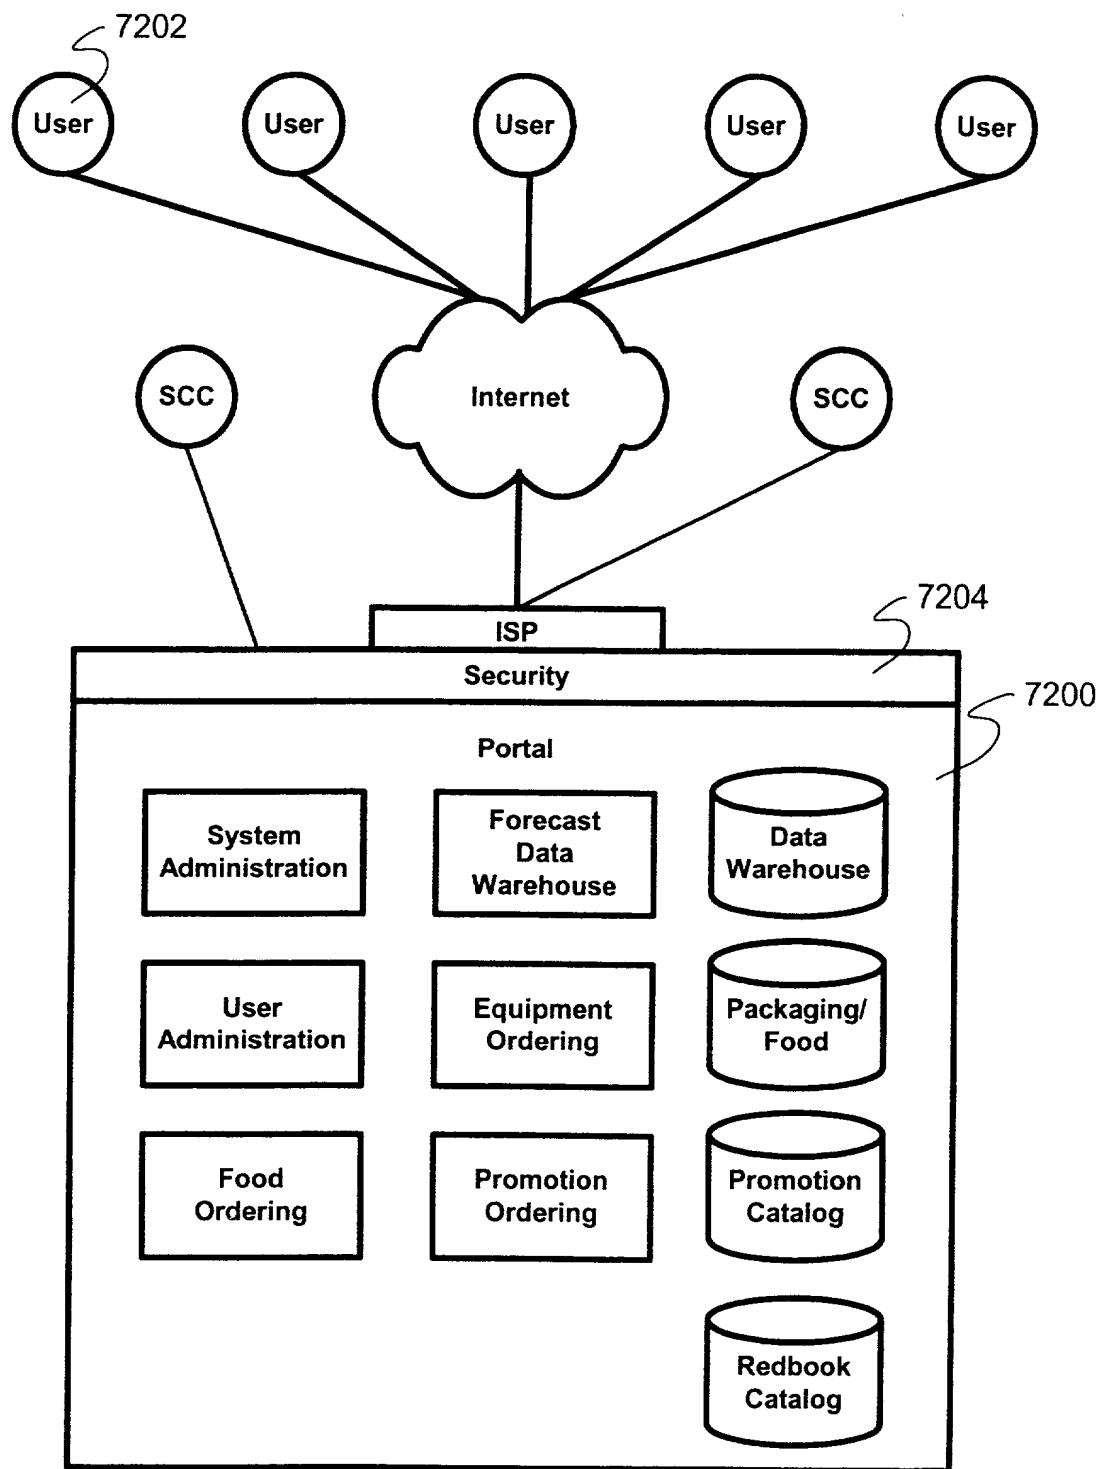 7202
User
User
User
User
User
SCC
Internet
SCC
ISP
7204
Security
7200
Portal
System
Administration
Forecast
Data
Warehouse
Data
Warehouse
User
Administration
Equipment
Ordering
Packaging/
Food
Food
Ordering
Promotion
Ordering
Promotion
Catalog
Redbook
Catalog